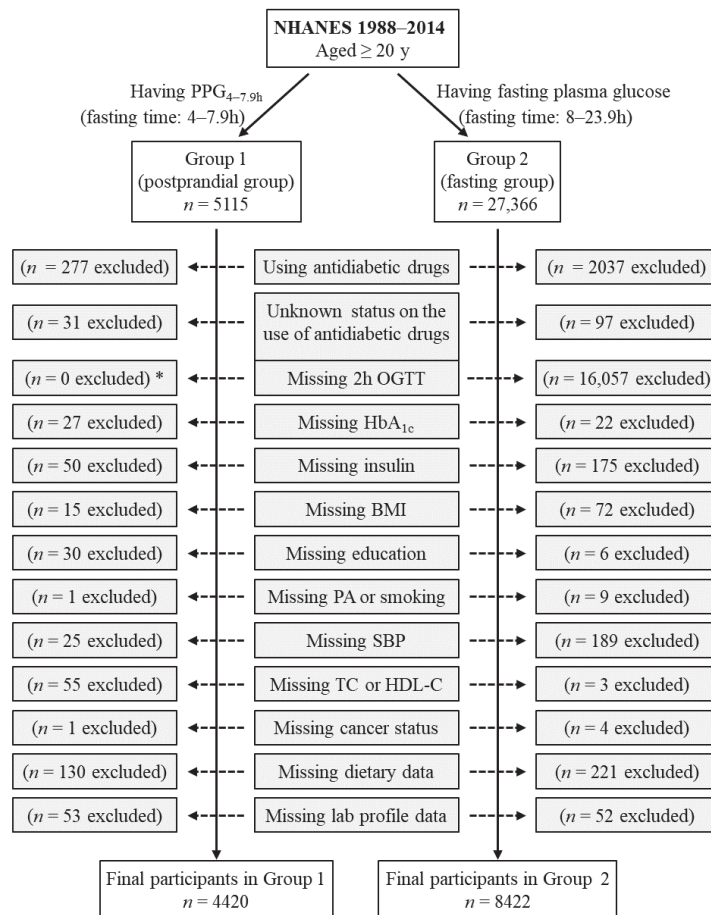 NHANES 1988–2014
Aged ≥ 20 y
Having PPG4–7.9h
(fasting time: 4–7.9h)
Having fasting plasma glucose
(fasting time: 8–23.9h)
Group 1
(postprandial group)
n = 5115
Group 2
(fasting group)
n = 27,366
(n = 277 excluded)
Using antidiabetic drugs
(n = 2037 excluded)
(n = 31 excluded)
Unknown status on the
use of antidiabetic drugs
(n = 97 excluded)
(n = 0 excluded) *
Missing 2h OGTT
(n = 16,057 excluded)
(n = 27 excluded)
Missing HbA1c
(n = 22 excluded)
(n = 50 excluded)
Missing insulin
(n = 175 excluded)
(n = 15 excluded)
Missing BMI
(n = 72 excluded)
(n = 30 excluded)
Missing education
(n = 6 excluded)
(n = 1 excluded)
Missing PA or smoking
(n = 9 excluded)
(n = 25 excluded)
Missing SBP
(n = 189 excluded)
(n = 55 excluded)
Missing TC or HDL-C
(n = 3 excluded)
(n = 1 excluded)
Missing cancer status
(n = 4 excluded)
(n = 130 excluded)
Missing dietary data
(n = 221 excluded)
(n = 53 excluded)
Missing lab profile data
(n = 52 excluded)
Final participants in Group 1
n = 4420
Final participants in Group 2
n = 8422